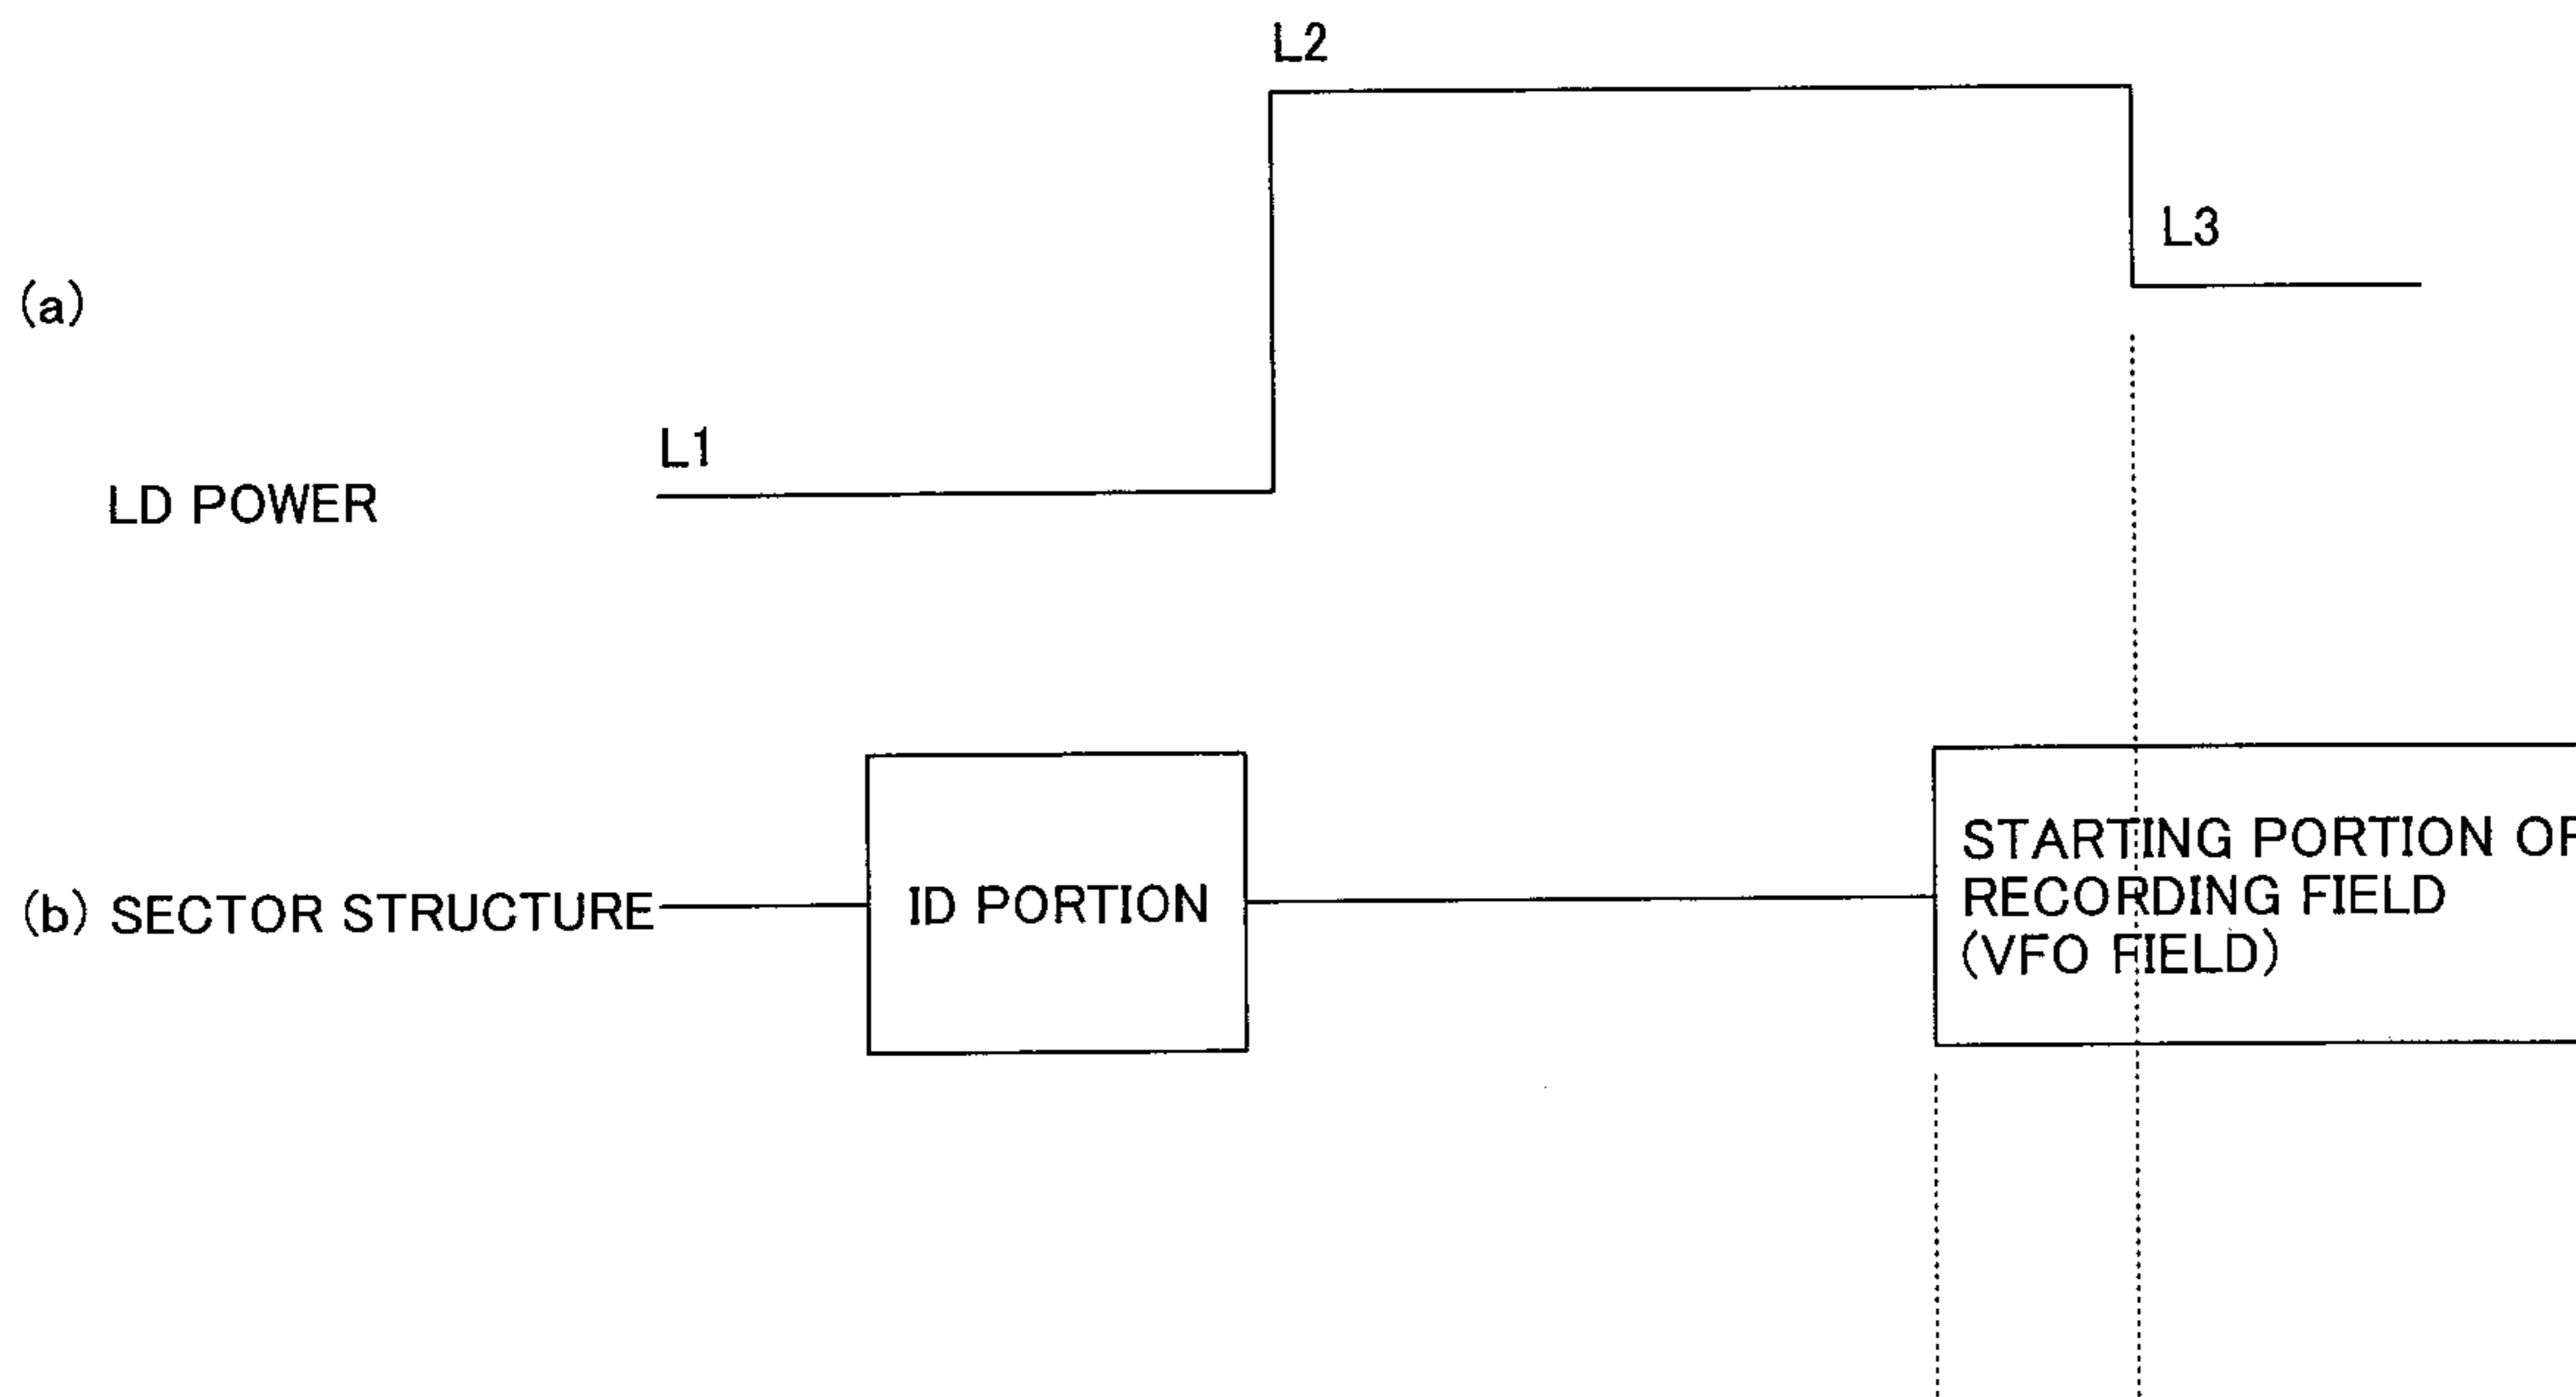 L2
L3
(a)
L1
LD POWER
(b) SECTOR STRUCTURE
ID PORTION
STARTING PORTION OF
RECORDING FIELD
(VFO FIELD)